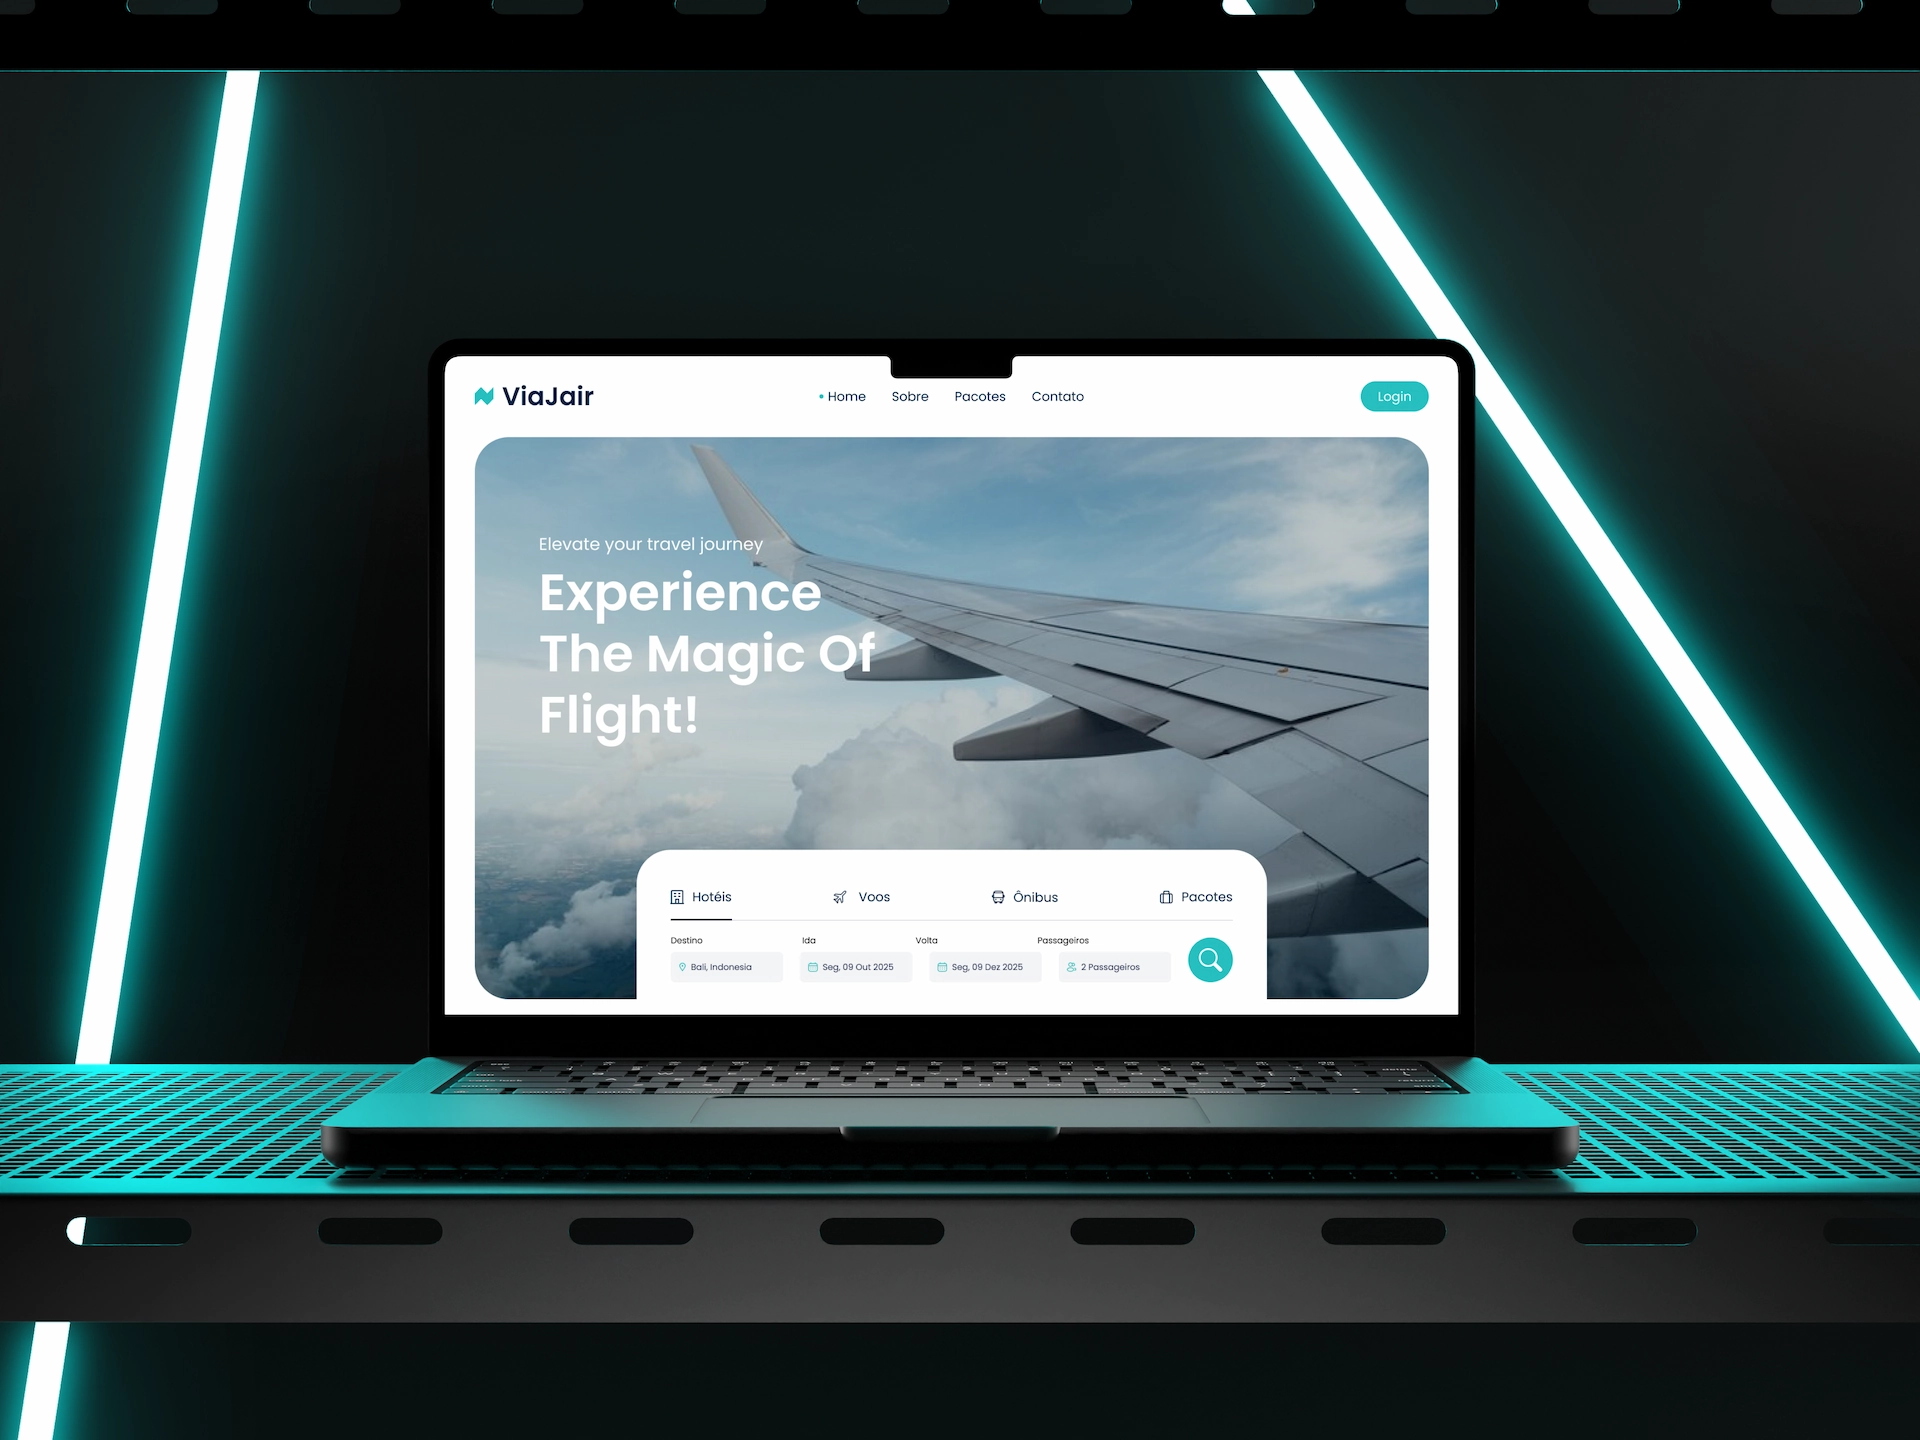 ViaJair
Home Sobre Pacotes Contato
Login
Elevate your travel journey
Experience
The Magic Of
Flight!
Hotéis Voos Ônibus Pacotes
Destino Ida Volta Passageiros
Bali, Indonesia Seg, 09 Out 2025 Seg, 09 Dez 2025 2 Passageiros